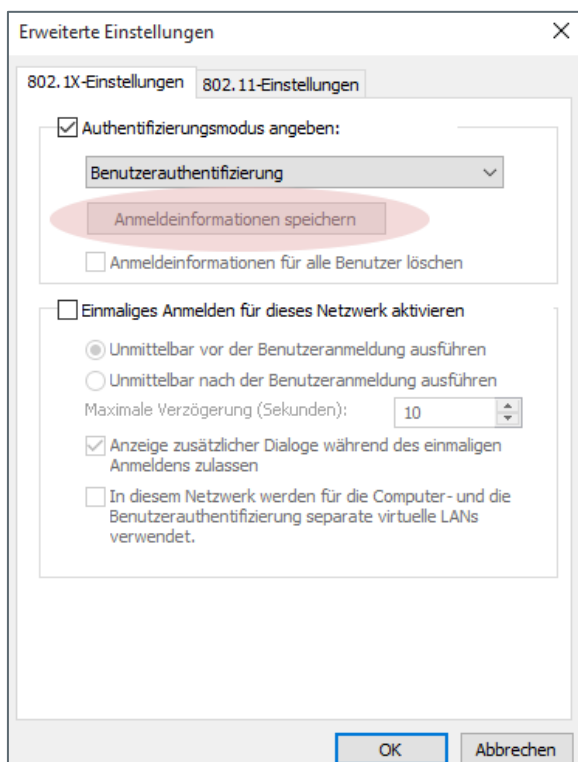 Erweiterte Einstellungen
802.1X-Einstellungen
802.11-Einstellungen
Authentifizierungsmodus angeben:
Benutzerauthentifizierung
Anmeldeinformationen speichern
Anmeldeinformationen für alle Benutzer löschen
Einmaliges Anmelden für dieses Netzwerk aktivieren
Unmittelbar vor der Benutzeranmeldung ausführen
Unmittelbar nach der Benutzeranmeldung ausführen
Maximale Verzögerung (Sekunden): 10
Anzeige zusätzlicher Dialoge während des einmaligen
Anmeldens zulassen
In diesem Netzwerk werden für die Computer- und die
Benutzerauthentifizierung separate virtuelle LANs
verwendet.
OK
Abbrechen